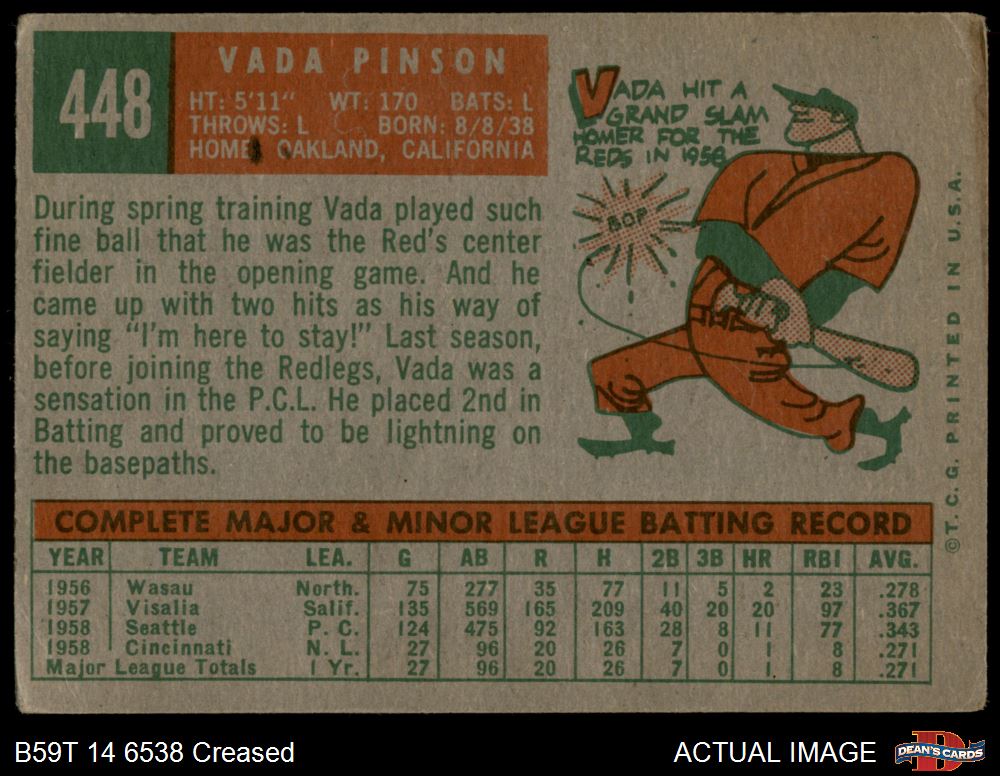 448
VADA PINSON
HT: 5'11" WT: 170 BATS: L
THROWS: L BORN: 8/8/38
HOME: OAKLAND, CALIFORNIA
VADA HIT A
GRAND SLAM
HOMER FOR THE
REDS IN 1958
BOP
During spring training Vada played such
fine ball that he was the Red's center
fielder in the opening game. And he
came up with two hits as his way of
saying "I'm here to stay!" Last season,
before joining the Redlegs, Vada was a
sensation in the P.C.L. He placed 2nd in
Batting and proved to be lightning on
the basepaths.
©T. C. G. PRINTED IN U.S.A.
COMPLETE MAJOR & MINOR LEAGUE BATTING RECORD
YEAR TEAM LEA. G AB R H 2B 3B HR RBI AVG.
1956 Wasau North. 75 277 35 77 11 5 2 23 .278
1957 Visalia Salif. 135 569 165 209 40 20 20 97 .367
1958 Seattle P. C. 124 475 92 163 28 8 11 77 .343
1958 Cincinnati N. L. 27 96 20 26 7 0 1 8 .271
Major League Totals 1 Yr. 27 96 20 26 7 0 1 8 .271
B59T 14 6538 Creased
ACTUAL IMAGE
DEAN'S CARDS